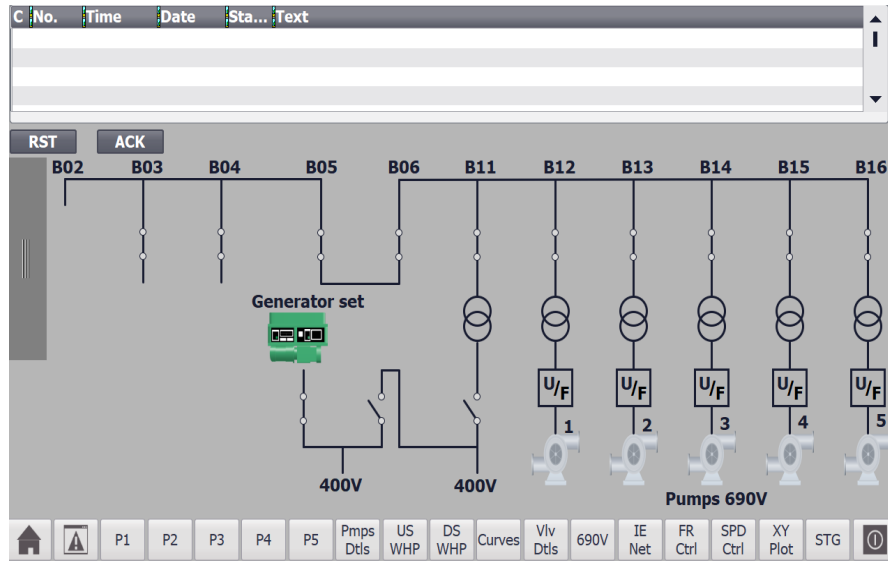 C No. Time Date Sta... Text
RST ACK
B02 B03 B04 B05 B06 B11 B12 B13 B14 B15 B16
Generator set
U/F U/F U/F U/F U/F
1 2 3 4 5
400V 400V
Pumps 690V
P1 P2 P3 P4 P5 Pmps Dtls US WHP DS WHP Curves Vlv Dtls 690V IE Net FR Ctrl SPD Ctrl XY Plot STG